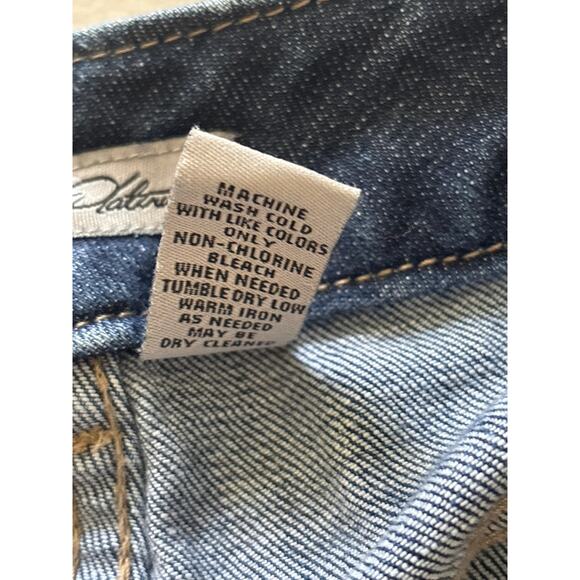 MACHINE
WASH COLD
WITH LIKE COLORS
ONLY
NON-CHLORINE
BLEACH
WHEN NEEDED
TUMBLE DRY LOW
WARM IRON
AS NEEDED
MAY BE
DRY CLEANED